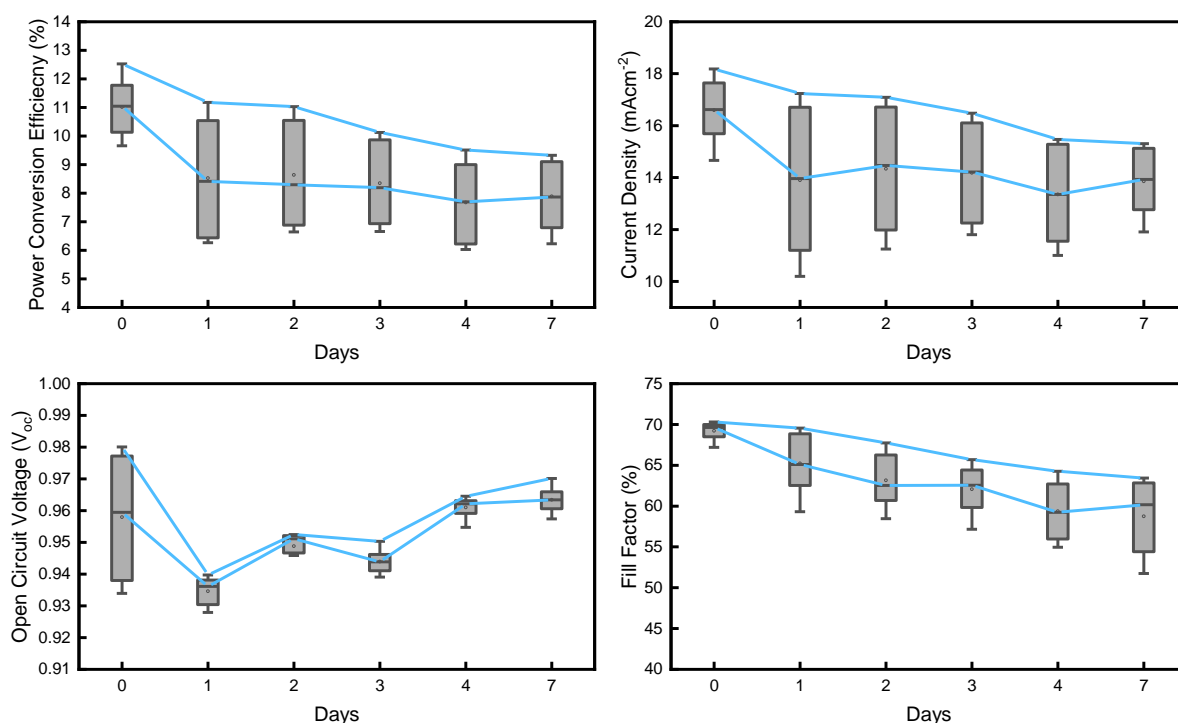 Power Conversion Efficiecny (%)
14
13
12
11
10
9
8
7
6
5
4
0 1 2 3 4 7
Days
Current Density (mAcm⁻²)
20
18
16
14
12
10
0 1 2 3 4 7
Days
Open Circuit Voltage (Voc)
1.00
0.99
0.98
0.97
0.96
0.95
0.94
0.93
0.92
0.91
0 1 2 3 4 7
Days
Fill Factor (%)
75
70
65
60
55
50
45
40
0 1 2 3 4 7
Days